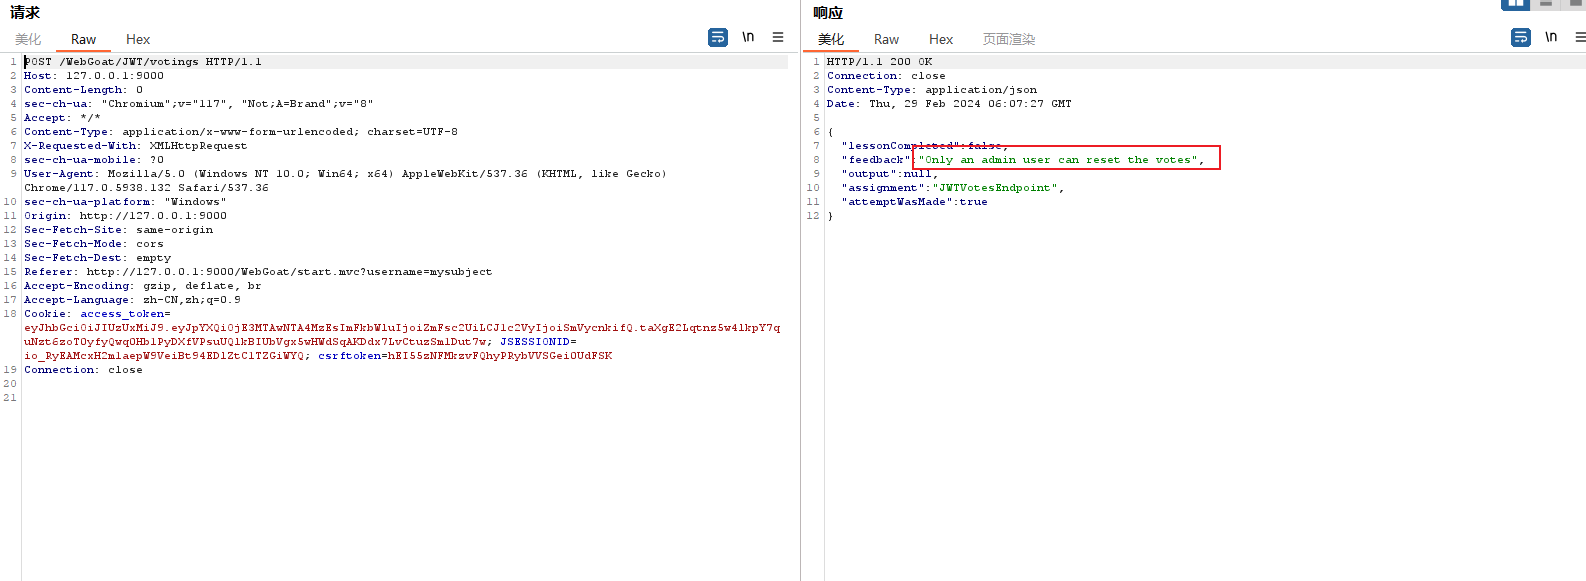 请求
美化 Raw Hex \n
1 POST /WebGoat/JWT/votings HTTP/1.1
2 Host: 127.0.0.1:9000
3 Content-Length: 0
4 sec-ch-ua: "Chromium";v="117", "Not;A=Brand";v="8"
5 Accept: */*
6 Content-Type: application/x-www-form-urlencoded; charset=UTF-8
7 X-Requested-With: XMLHttpRequest
8 sec-ch-ua-mobile: ?0
9 User-Agent: Mozilla/5.0 (Windows NT 10.0; Win64; x64) AppleWebKit/537.36 (KHTML, like Gecko)
Chrome/117.0.5938.132 Safari/537.36
10 sec-ch-ua-platform: "Windows"
11 Origin: http://127.0.0.1:9000
12 Sec-Fetch-Site: same-origin
13 Sec-Fetch-Mode: cors
14 Sec-Fetch-Dest: empty
15 Referer: http://127.0.0.1:9000/WebGoat/start.mvc?username=mysubject
16 Accept-Encoding: gzip, deflate, br
17 Accept-Language: zh-CN,zh;q=0.9
18 Cookie: access_token=
JSESSIONID=
csrftoken=
19 Connection: close
20
21
响应
美化 Raw Hex 页面渲染 \n
1 HTTP/1.1 200 OK
2 Connection: close
3 Content-Type: application/json
4 Date: Thu, 29 Feb 2024 06:07:27 GMT
5
6 {
7 "lessonCompleted":false,
8 "feedback":"Only an admin user can reset the votes",
9 "output":null,
10 "assignment":"JWTVotesEndpoint",
11 "attemptWasMade":true
12 }